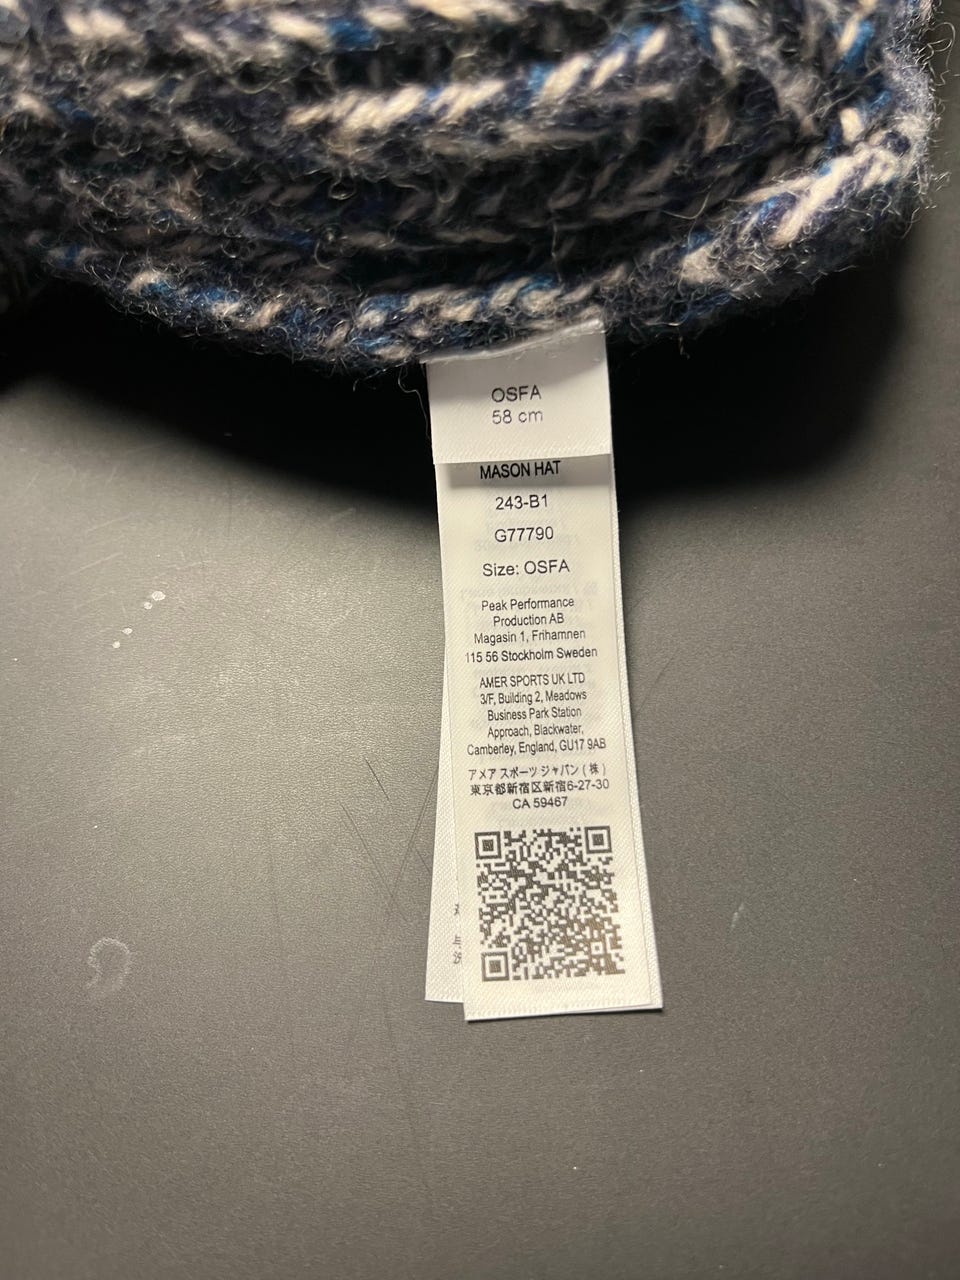 OSFA
58 cm
MASON HAT
243-B1
G77790
Size: OSFA
Peak Performance
Production AB
Magasin 1, Frihamnen
115 56 Stockholm Sweden
AMER SPORTS UK LTD
3/F, Building 2, Meadows
Business Park Station
Approach, Blackwater,
Camberley, England, GU17 9AB
アメア スポーツ ジャパン ( 株 )
東京都新宿区新宿6-27-30
CA 59467